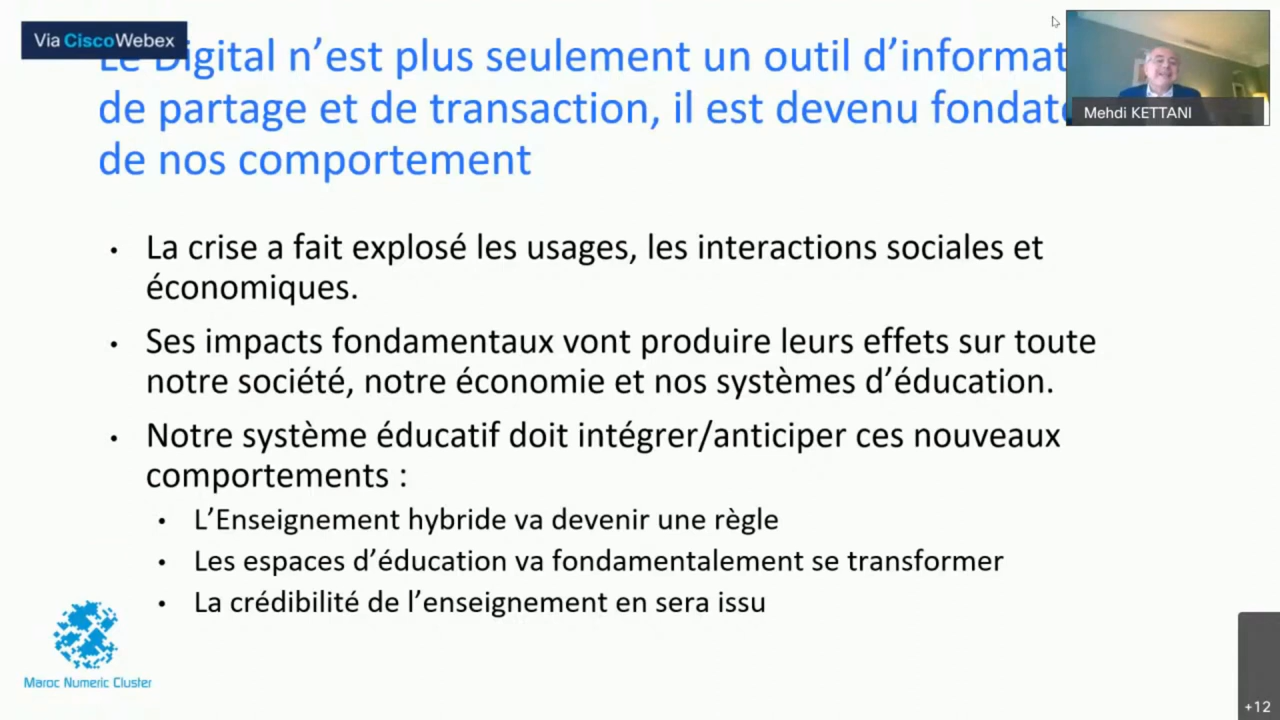 Via Cisco Webex
Le Digital n'est plus seulement un outil d'informat
de partage et de transaction, il est devenu fondat
de nos comportement
Mehdi KETTANI
• La crise a fait explosé les usages, les interactions sociales et
économiques.
• Ses impacts fondamentaux vont produire leurs effets sur toute
notre société, notre économie et nos systèmes d'éducation.
• Notre système éducatif doit intégrer/anticiper ces nouveaux
comportements :
• L'Enseignement hybride va devenir une règle
• Les espaces d'éducation va fondamentalement se transformer
• La crédibilité de l'enseignement en sera issu
Maroc Numeric Cluster
+12